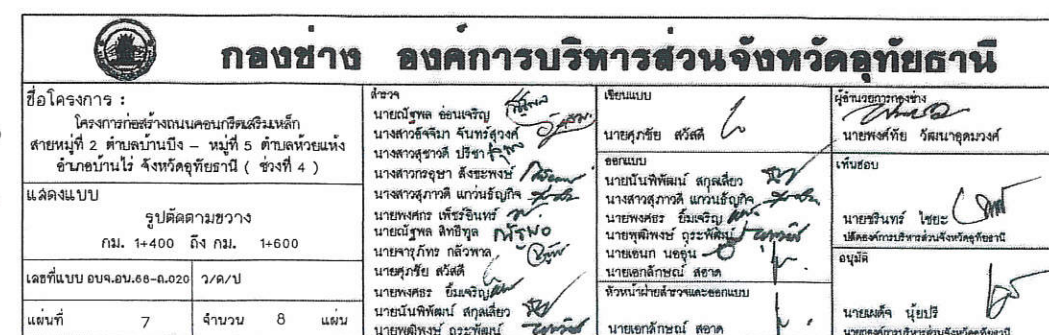 กองช่าง องค์การบริหารส่วนจังหวัดอุทัยธานี
ชื่อโครงการ :
โครงการก่อสร้างถนนคอนกรีตเสริมเหล็ก
สายหมู่ที่ 2 ตำบลบ้านบึง – หมู่ที่ 5 ตำบลห้วยแห้ง
อำเภอบ้านไร่ จังหวัดอุทัยธานี ( ช่วงที่ 4 )
แสดงแบบ
รูปตัดตามขวาง
กม. 1+400 ถึง กม. 1+600
เลขที่แบบ อบจ.อน.66-ถ.020 ว/ด/ป
แผ่นที่ 7 จำนวน 8 แผ่น
สำรวจ
นายณัฐพล อ่อนเจริญ
นางสาวอัจจิมา จันทร์สุวงศ์
นางสาวสุชาวดี ปรีชา
นางสาวกรอุษา สังชะพงษ์
นางสาวสุภาวดี แก่วนธัญกิจ
นายพงศกร เพ็ชร์อินทร์
นายณัฐพล สิทธิทูล
นายจารุภัทร กล้วพาล
นายศุภชัย สวัสดี
นายพงศธร ยิ้มเจริญ
นายนันพิพัฒน์ สกุลเสี่ยว
นายพุฒิพงษ์ ถุระพัฒน์
เขียนแบบ
นายศุภชัย สวัสดี
ออกแบบ
นายนันพิพัฒน์ สกุลเสี่ยว
นางสาวสุภาวดี แก่วนธัญกิจ
นายพงศธร ยิ้มเจริญ
นายพุฒิพงษ์ ถุระพัฒน์
นายเอนก นออุ่น
นายเอกลักษณ์ สอาด
หัวหน้าฝ่ายสำรวจและออกแบบ
นายเอกลักษณ์ สอาด
ผู้อำนวยการกองช่าง
นายพงศ์ทัย วัฒนาอุดมวงศ์
เห็นชอบ
นายชรินทร์ ไชยะ
ปลัดองค์การบริหารส่วนจังหวัดอุทัยธานี
อนุมัติ
นายเผด็จ นุ้ยปรี
นายกองค์การบริหารส่วนจังหวัดอุทัยธานี